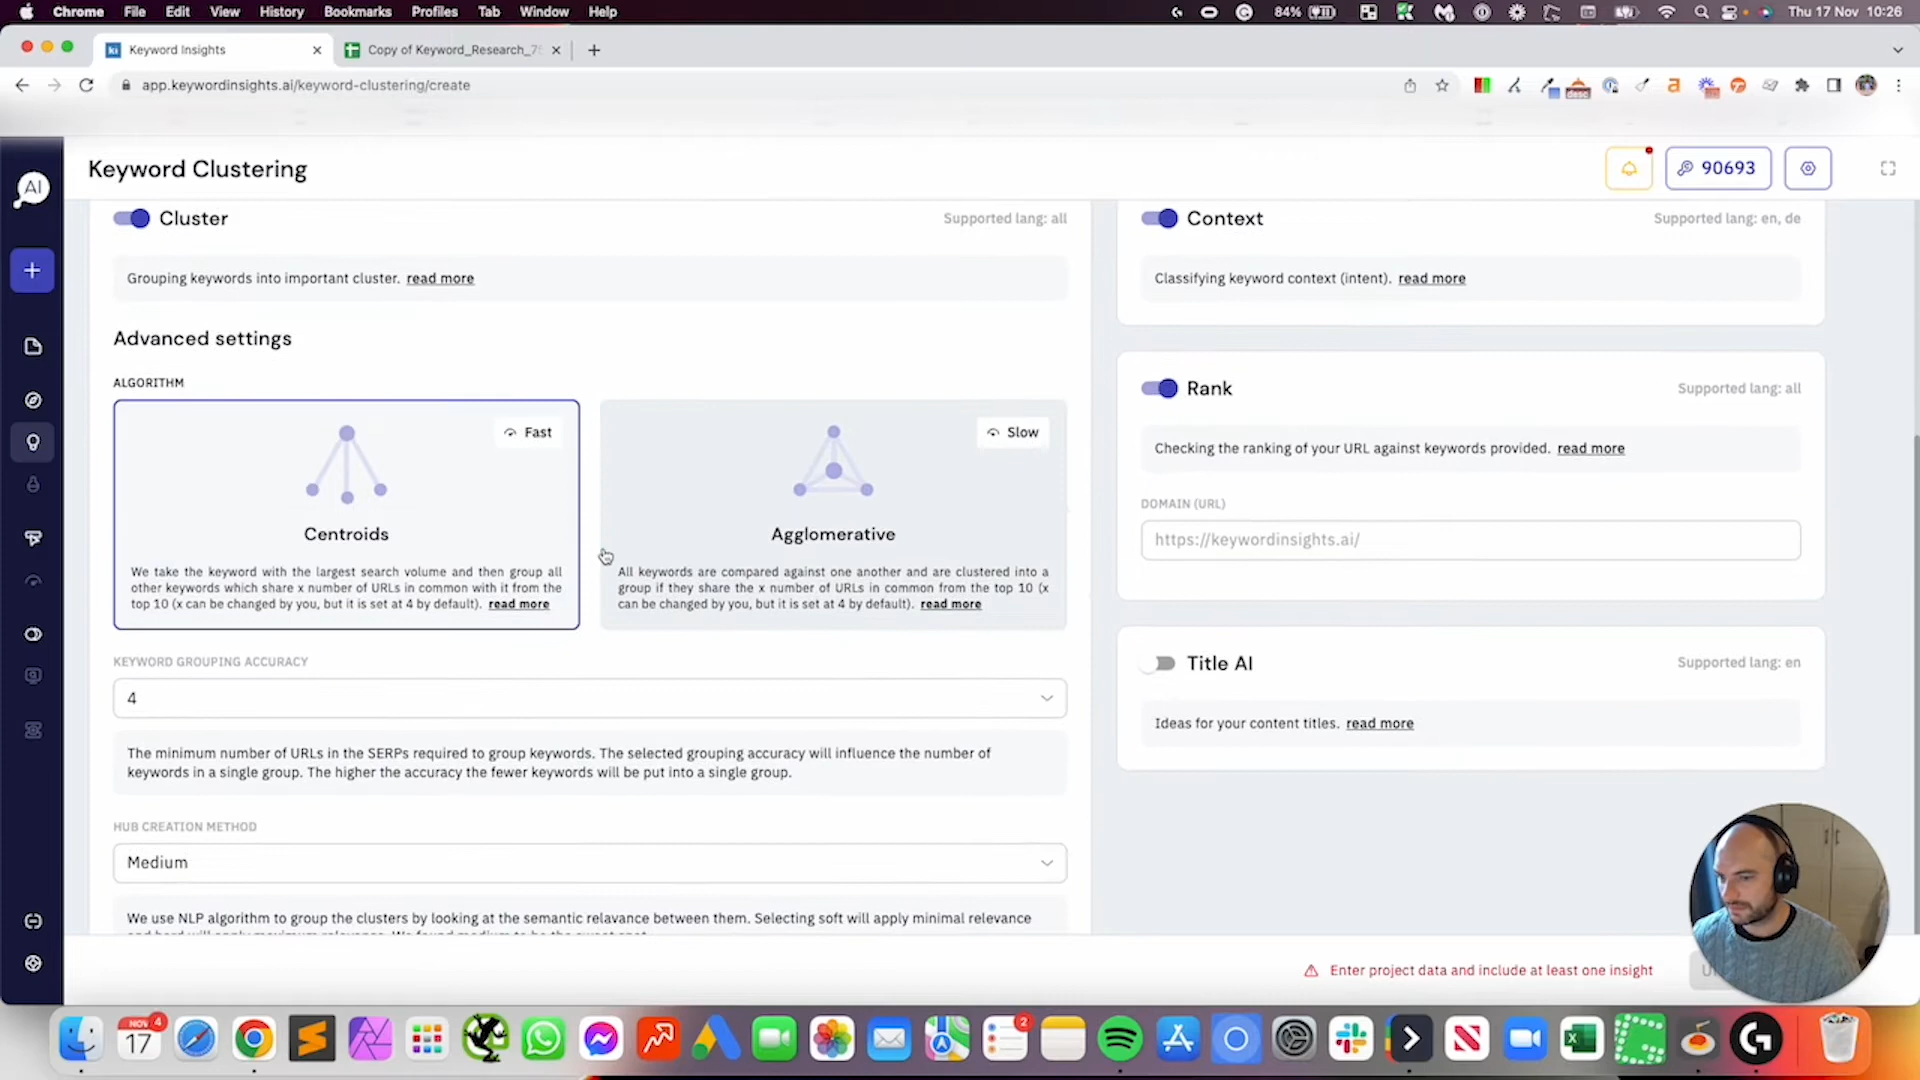 Chrome File Edit View History Bookmarks Profiles Tab Window Help 84% Thu 17 Nov 10:26
Keyword Insights
Copy of Keyword_Research_75
app.keywordinsights.ai/keyword-clustering/create
desc
AI
Keyword Clustering
90693
Cluster
Supported lang: all
Grouping keywords into important cluster. read more
Advanced settings
ALGORITHM
Fast
Centroids
We take the keyword with the largest search volume and then group all
other keywords which share x number of URLs in common with it from the
top 10 (x can be changed by you, but it is set at 4 by default). read more
Slow
Agglomerative
All keywords are compared against one another and are clustered into a
group if they share the x number of URLs in common from the top 10 (x
can be changed by you, but it is set at 4 by default). read more
KEYWORD GROUPING ACCURACY
4
The minimum number of URLs in the SERPs required to group keywords. The selected grouping accuracy will influence the number of
keywords in a single group. The higher the accuracy the fewer keywords will be put into a single group.
HUB CREATION METHOD
Medium
We use NLP algorithm to group the clusters by looking at the semantic relavance between them. Selecting soft will apply minimal relevance
Context
Supported lang: en, de
Classifying keyword context (intent). read more
Rank
Supported lang: all
Checking the ranking of your URL against keywords provided. read more
DOMAIN (URL)
https://keywordinsights.ai/
Title AI
Supported lang: en
Ideas for your content titles. read more
Enter project data and include at least one insight
NOV
17
4
2